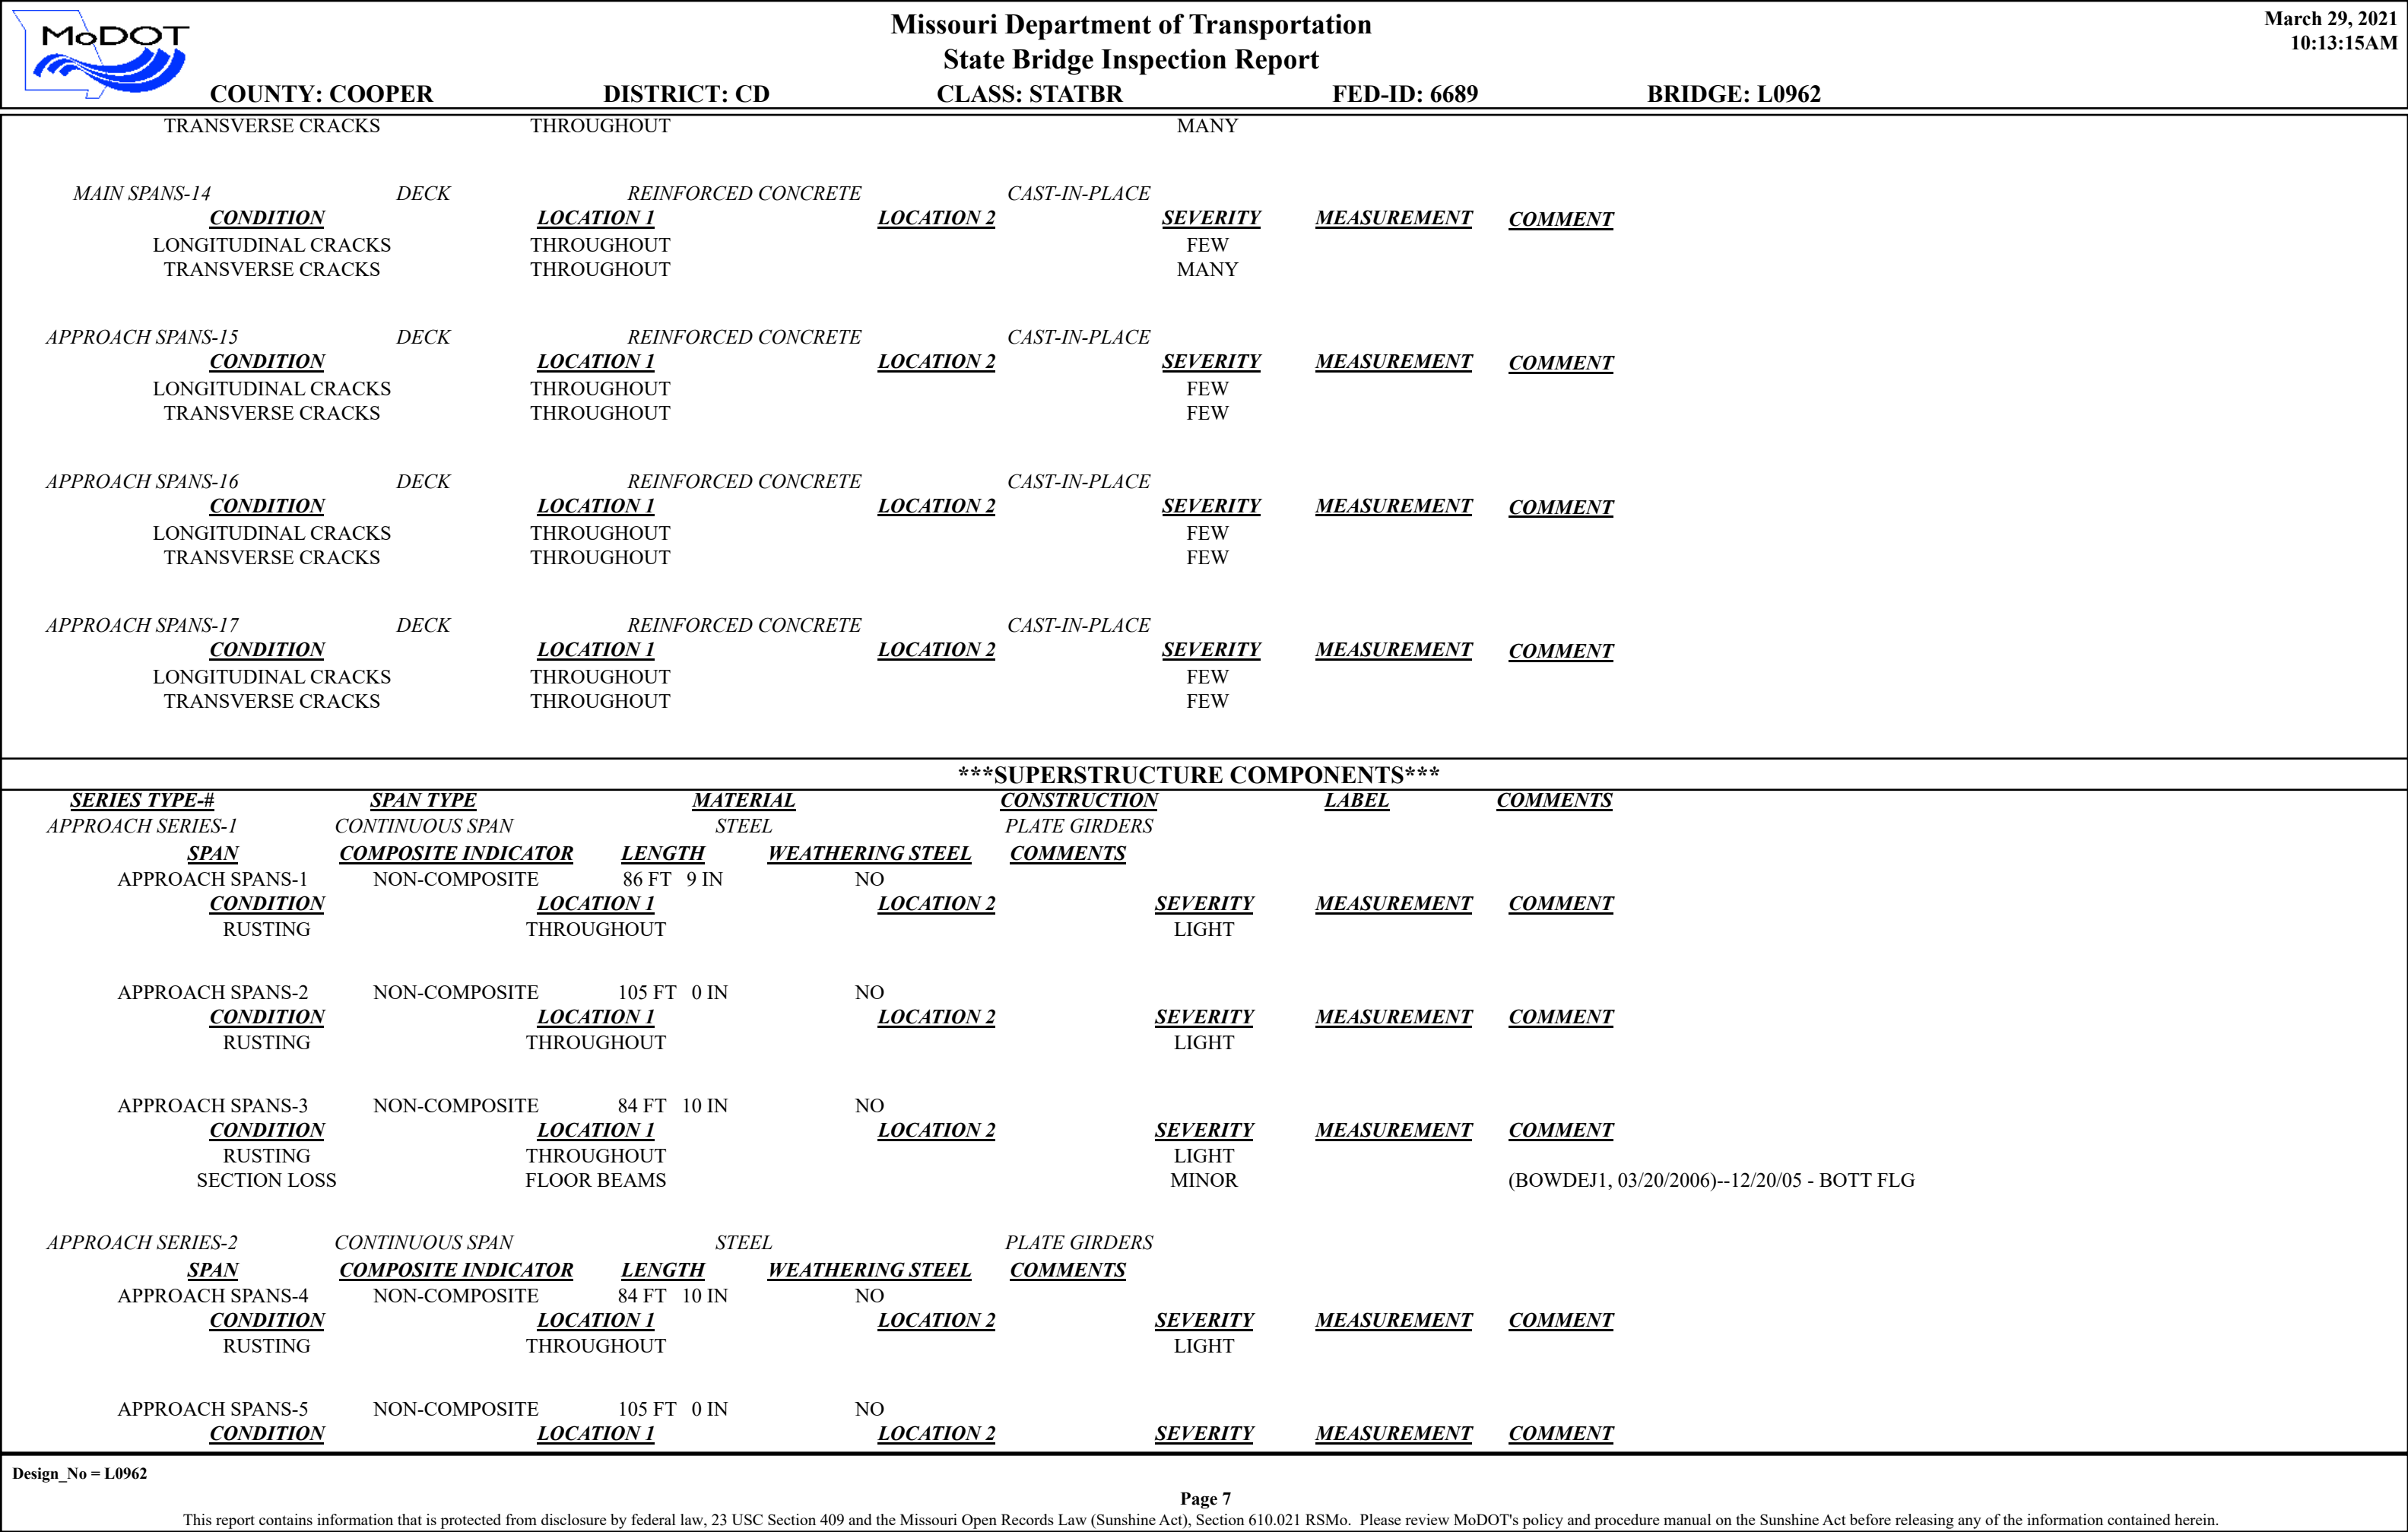 MoDOT
Missouri Department of Transportation
State Bridge Inspection Report
March 29, 2021
10:13:15AM
COUNTY: COOPER DISTRICT: CD CLASS: STATBR FED-ID: 6689 BRIDGE: L0962
TRANSVERSE CRACKS THROUGHOUT MANY
MAIN SPANS-14 DECK REINFORCED CONCRETE CAST-IN-PLACE
CONDITION LOCATION 1 LOCATION 2 SEVERITY MEASUREMENT COMMENT
LONGITUDINAL CRACKS THROUGHOUT FEW
TRANSVERSE CRACKS THROUGHOUT MANY
APPROACH SPANS-15 DECK REINFORCED CONCRETE CAST-IN-PLACE
CONDITION LOCATION 1 LOCATION 2 SEVERITY MEASUREMENT COMMENT
LONGITUDINAL CRACKS THROUGHOUT FEW
TRANSVERSE CRACKS THROUGHOUT FEW
APPROACH SPANS-16 DECK REINFORCED CONCRETE CAST-IN-PLACE
CONDITION LOCATION 1 LOCATION 2 SEVERITY MEASUREMENT COMMENT
LONGITUDINAL CRACKS THROUGHOUT FEW
TRANSVERSE CRACKS THROUGHOUT FEW
APPROACH SPANS-17 DECK REINFORCED CONCRETE CAST-IN-PLACE
CONDITION LOCATION 1 LOCATION 2 SEVERITY MEASUREMENT COMMENT
LONGITUDINAL CRACKS THROUGHOUT FEW
TRANSVERSE CRACKS THROUGHOUT FEW
***SUPERSTRUCTURE COMPONENTS***
SERIES TYPE-# SPAN TYPE MATERIAL CONSTRUCTION LABEL COMMENTS
APPROACH SERIES-1 CONTINUOUS SPAN STEEL PLATE GIRDERS
SPAN COMPOSITE INDICATOR LENGTH WEATHERING STEEL COMMENTS
APPROACH SPANS-1 NON-COMPOSITE 86 FT 9 IN NO
CONDITION LOCATION 1 LOCATION 2 SEVERITY MEASUREMENT COMMENT
RUSTING THROUGHOUT LIGHT
APPROACH SPANS-2 NON-COMPOSITE 105 FT 0 IN NO
CONDITION LOCATION 1 LOCATION 2 SEVERITY MEASUREMENT COMMENT
RUSTING THROUGHOUT LIGHT
APPROACH SPANS-3 NON-COMPOSITE 84 FT 10 IN NO
CONDITION LOCATION 1 LOCATION 2 SEVERITY MEASUREMENT COMMENT
RUSTING THROUGHOUT LIGHT
SECTION LOSS FLOOR BEAMS MINOR (BOWDEJ1, 03/20/2006)--12/20/05 - BOTT FLG
APPROACH SERIES-2 CONTINUOUS SPAN STEEL PLATE GIRDERS
SPAN COMPOSITE INDICATOR LENGTH WEATHERING STEEL COMMENTS
APPROACH SPANS-4 NON-COMPOSITE 84 FT 10 IN NO
CONDITION LOCATION 1 LOCATION 2 SEVERITY MEASUREMENT COMMENT
RUSTING THROUGHOUT LIGHT
APPROACH SPANS-5 NON-COMPOSITE 105 FT 0 IN NO
CONDITION LOCATION 1 LOCATION 2 SEVERITY MEASUREMENT COMMENT
Design_No = L0962
Page 7
This report contains information that is protected from disclosure by federal law, 23 USC Section 409 and the Missouri Open Records Law (Sunshine Act), Section 610.021 RSMo. Please review MoDOT's policy and procedure manual on the Sunshine Act before releasing any of the information contained herein.